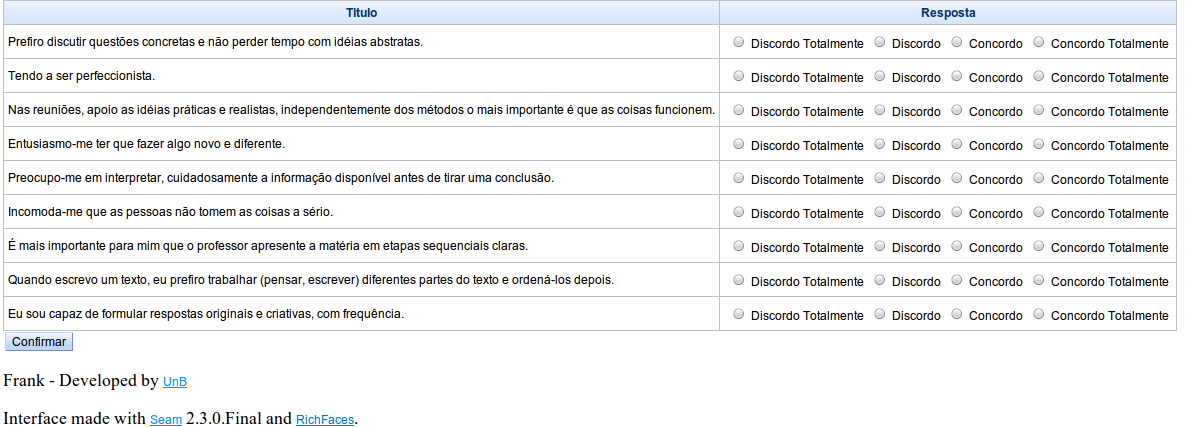 Titulo Resposta
Prefiro discutir questões concretas e não perder tempo com idéias abstratas. Discordo Totalmente Discordo Concordo Concordo Totalmente
Tendo a ser perfeccionista. Discordo Totalmente Discordo Concordo Concordo Totalmente
Nas reuniões, apoio as idéias práticas e realistas, independentemente dos métodos o mais importante é que as coisas funcionem. Discordo Totalmente Discordo Concordo Concordo Totalmente
Entusiasmo-me ter que fazer algo novo e diferente. Discordo Totalmente Discordo Concordo Concordo Totalmente
Preocupo-me em interpretar, cuidadosamente a informação disponível antes de tirar uma conclusão. Discordo Totalmente Discordo Concordo Concordo Totalmente
Incomoda-me que as pessoas não tomem as coisas a sério. Discordo Totalmente Discordo Concordo Concordo Totalmente
É mais importante para mim que o professor apresente a matéria em etapas sequenciais claras. Discordo Totalmente Discordo Concordo Concordo Totalmente
Quando escrevo um texto, eu prefiro trabalhar (pensar, escrever) diferentes partes do texto e ordená-los depois. Discordo Totalmente Discordo Concordo Concordo Totalmente
Eu sou capaz de formular respostas originais e criativas, com frequência. Discordo Totalmente Discordo Concordo Concordo Totalmente
Confirmar
Frank - Developed by UnB
Interface made with Seam 2.3.0.Final and RichFaces.